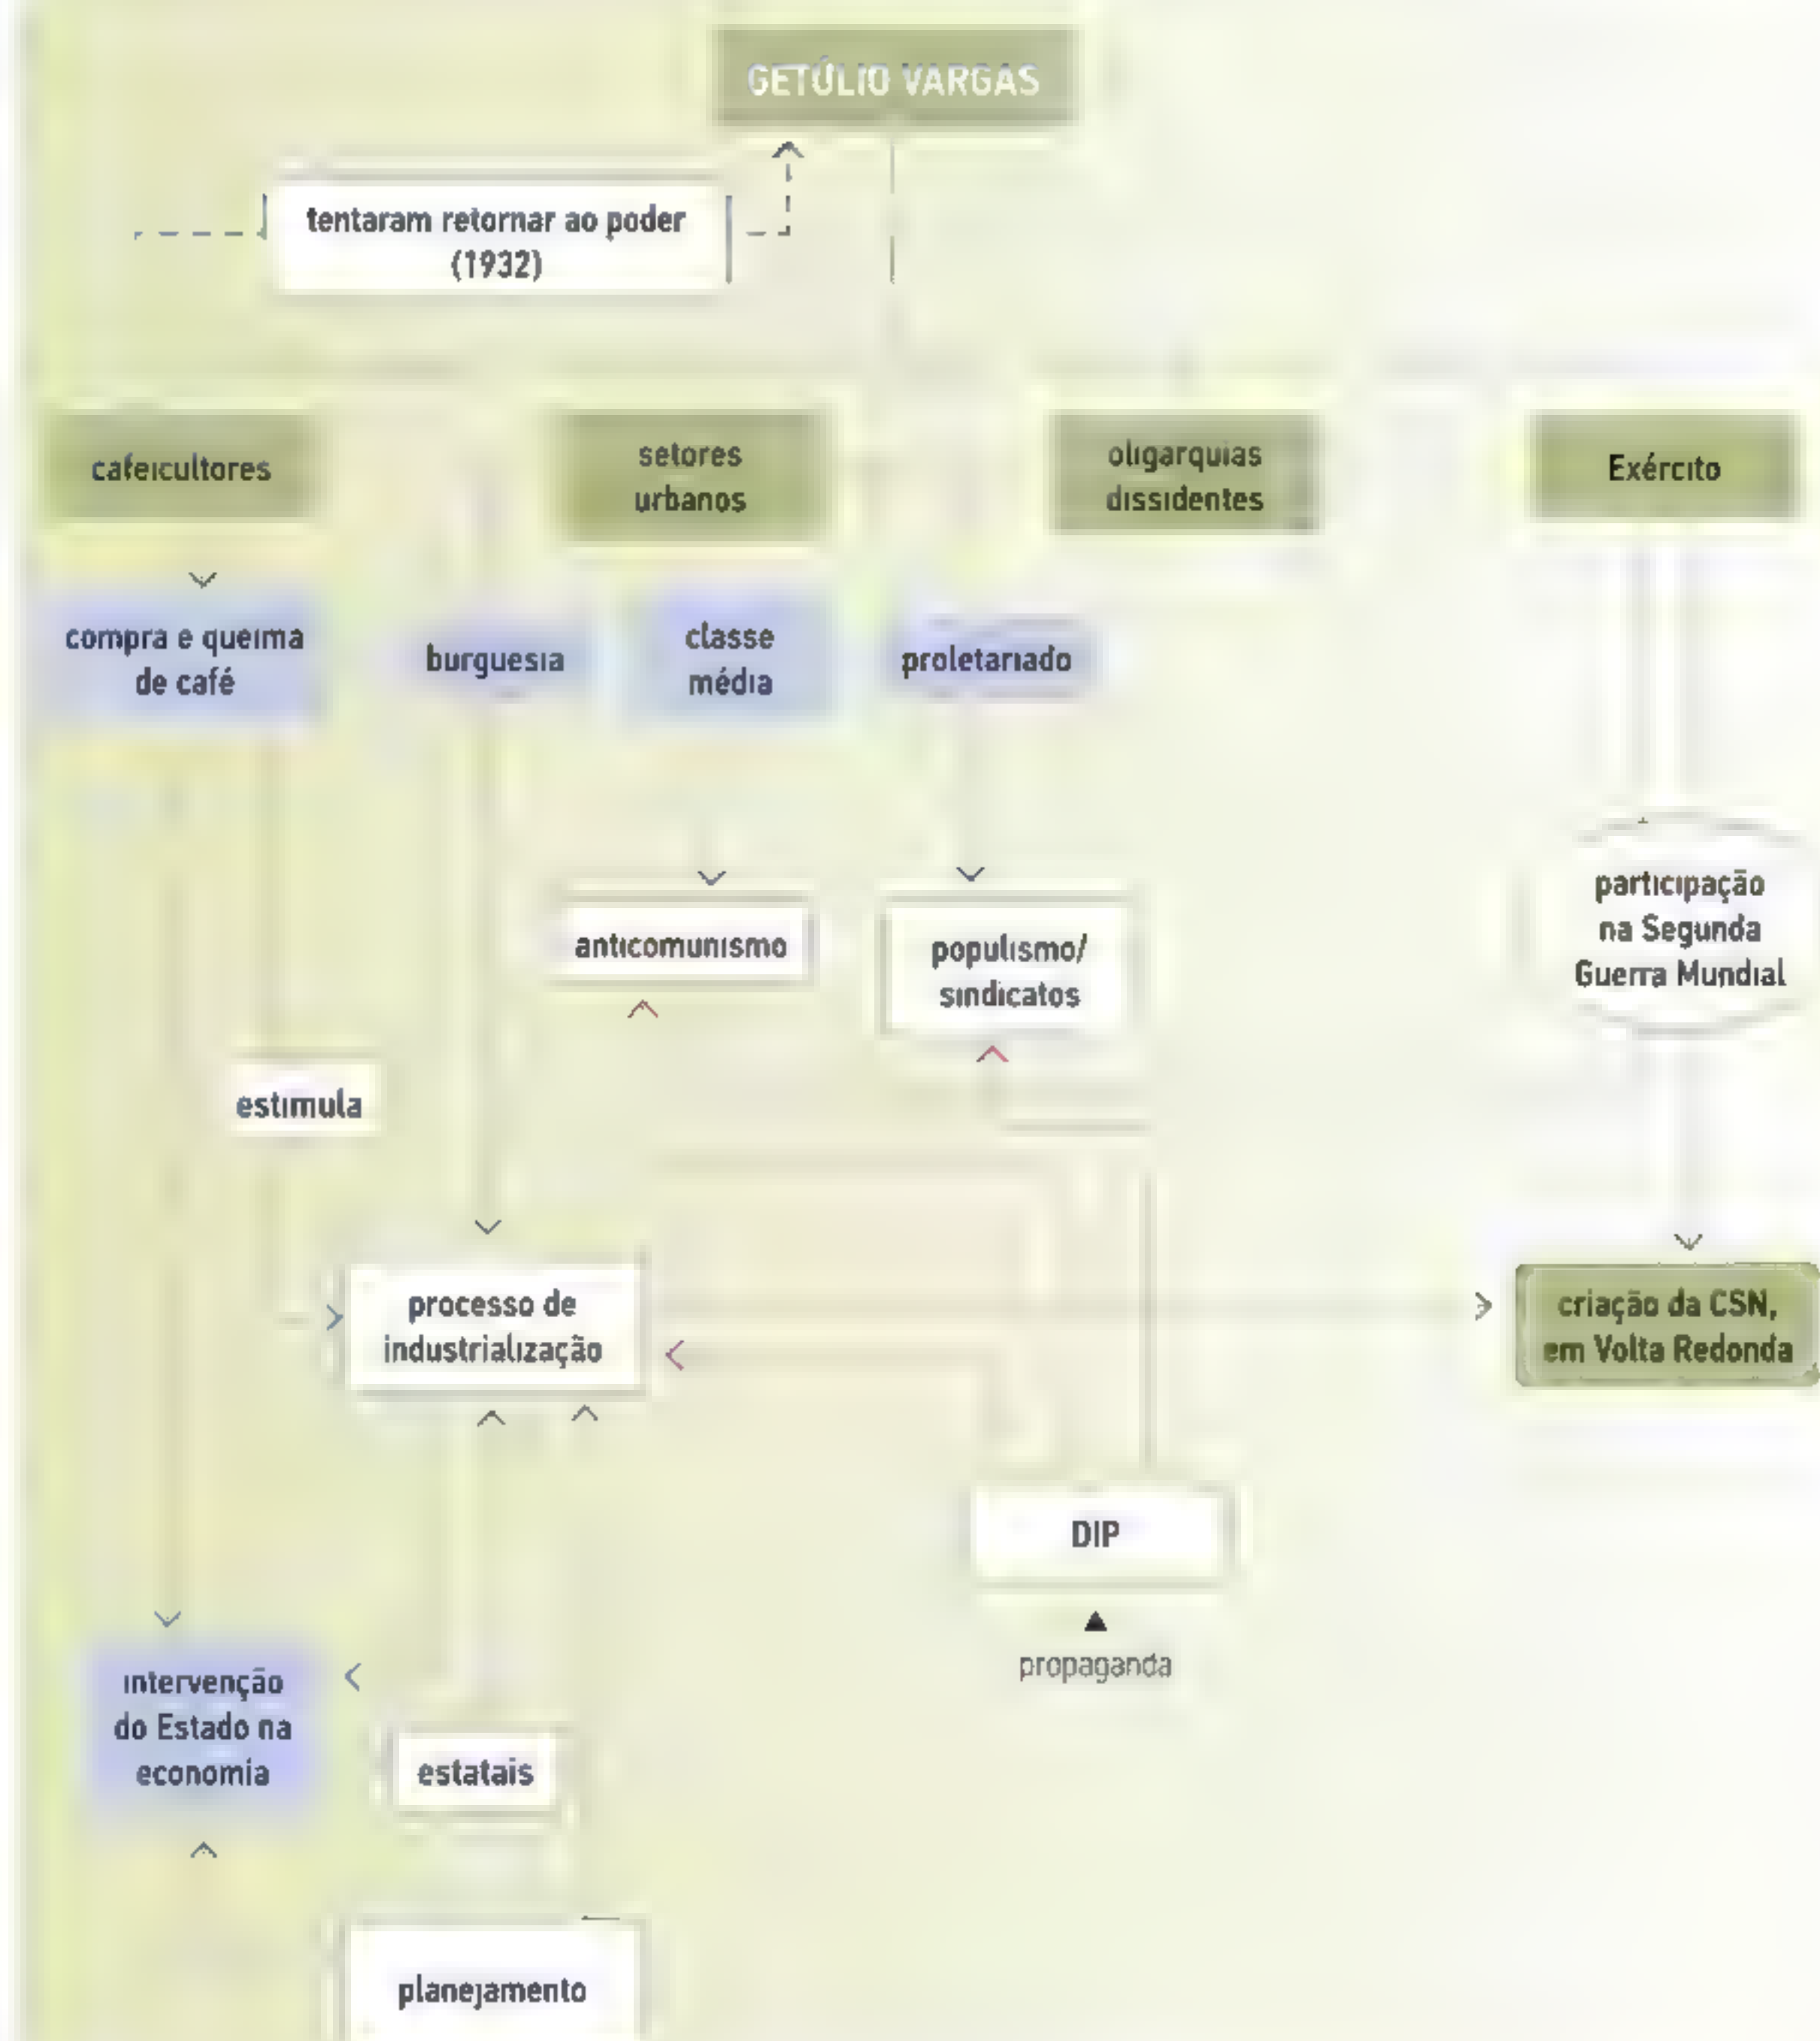 GETÚLIO VARGAS
tentaram retornar ao poder
(1932)
cafeicultores
setores
urbanos
oligarquias
dissidentes
Exército
compra e queima
de café
burguesia
classe
média
proletariado
anticomunismo
populismo/
sindicatos
participação
na Segunda
Guerra Mundial
estimula
processo de
industrialização
criação da CSN,
em Volta Redonda
DIP
propaganda
intervenção
do Estado na
economia
estatais
planejamento